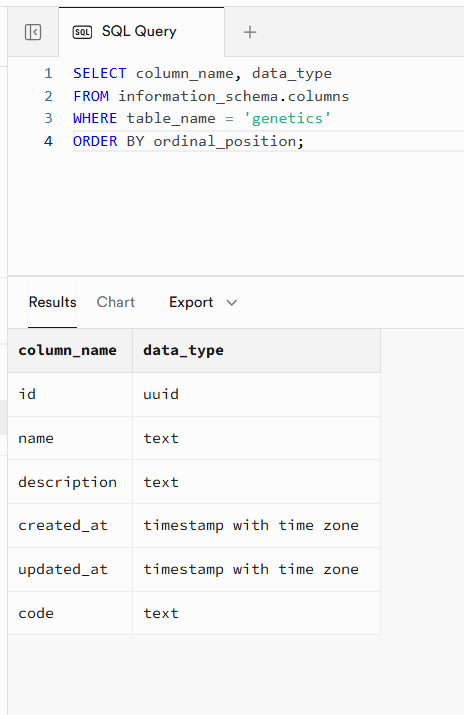 SQL SQL Query +
1 SELECT column_name, data_type
2 FROM information_schema.columns
3 WHERE table_name = 'genetics'
4 ORDER BY ordinal_position;
Results Chart Export
column_name data_type
id uuid
name text
description text
created_at timestamp with time zone
updated_at timestamp with time zone
code text